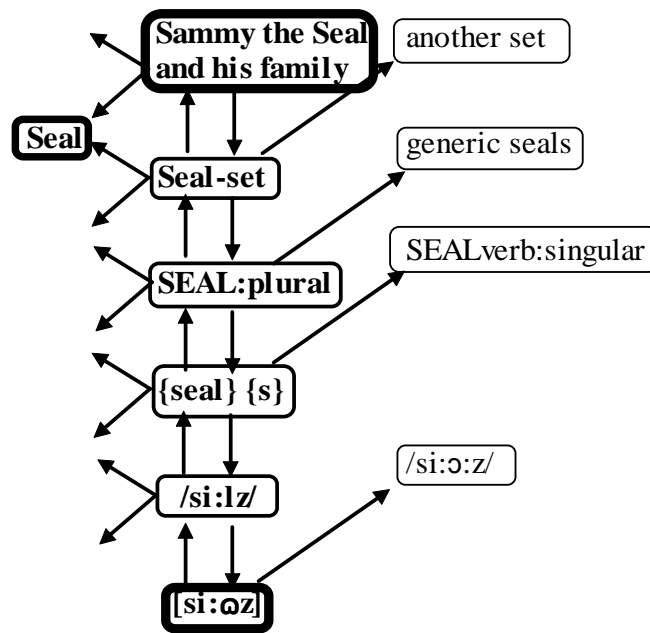 Sammy the Seal
and his family
another set
Seal
generic seals
Seal-set
SEALverb:singular
SEAL:plural
{seal} {s}
/si:ɔ:z/
/si:lz/
[si:ɷz]